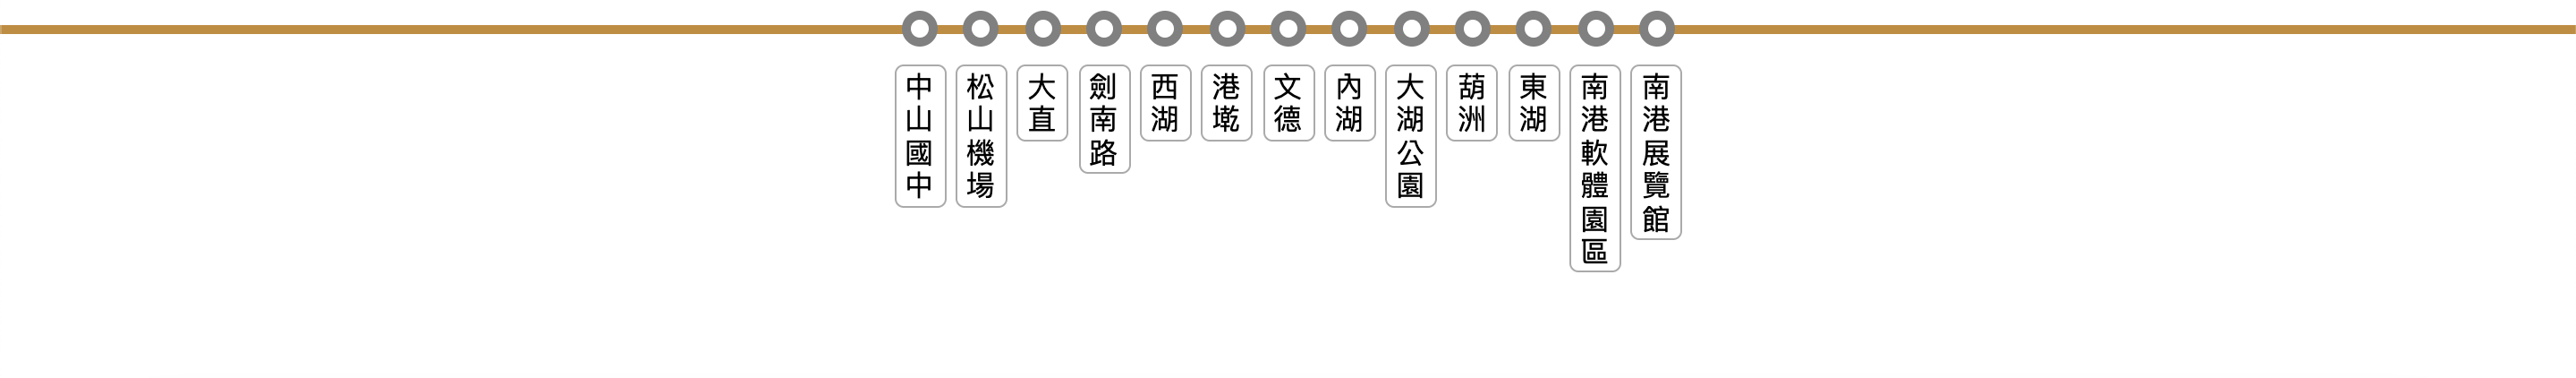 中山國中
松山機場
大直
劍南路
西湖
港墘
文德
內湖
大湖公園
葫洲
東湖
南港軟體園區
南港展覽館